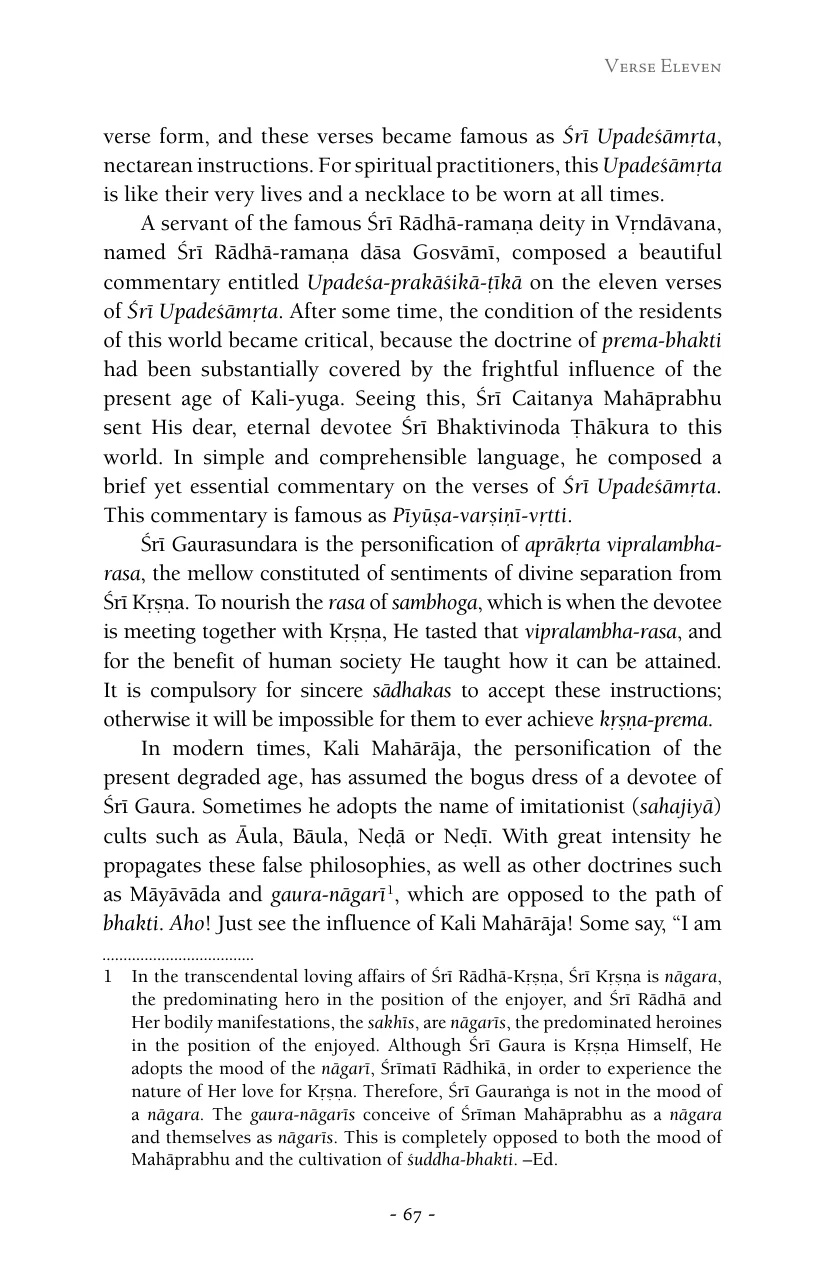 Verse Eleven
verse form, and these verses became famous as Śrī Upadeśāmṛta,
nectarean instructions. For spiritual practitioners, this Upadeśāmṛta
is like their very lives and a necklace to be worn at all times.
A servant of the famous Śrī Rādhā-ramaṇa deity in Vṛndāvana,
named Śrī Rādhā-ramaṇa dāsa Gosvāmī, composed a beautiful
commentary entitled Upadeśa-prakāśikā-ṭīkā on the eleven verses
of Śrī Upadeśāmṛta. After some time, the condition of the residents
of this world became critical, because the doctrine of prema-bhakti
had been substantially covered by the frightful influence of the
present age of Kali-yuga. Seeing this, Śrī Caitanya Mahāprabhu
sent His dear, eternal devotee Śrī Bhaktivinoda Ṭhākura to this
world. In simple and comprehensible language, he composed a
brief yet essential commentary on the verses of Śrī Upadeśāmṛta.
This commentary is famous as Pīyūṣa-varṣiṇī-vṛtti.
Śrī Gaurasundara is the personification of aprākṛta vipralambha-
rasa, the mellow constituted of sentiments of divine separation from
Śrī Kṛṣṇa. To nourish the rasa of sambhoga, which is when the devotee
is meeting together with Kṛṣṇa, He tasted that vipralambha-rasa, and
for the benefit of human society He taught how it can be attained.
It is compulsory for sincere sādhakas to accept these instructions;
otherwise it will be impossible for them to ever achieve kṛṣṇa-prema.
In modern times, Kali Mahārāja, the personification of the
present degraded age, has assumed the bogus dress of a devotee of
Śrī Gaura. Sometimes he adopts the name of imitationist (sahajiyā)
cults such as Āula, Bāula, Neḍā or Neḍī. With great intensity he
propagates these false philosophies, as well as other doctrines such
as Māyāvāda and gaura-nāgarī1, which are opposed to the path of
bhakti. Aho! Just see the influence of Kali Mahārāja! Some say, “I am
1 In the transcendental loving affairs of Śrī Rādhā-Kṛṣṇa, Śrī Kṛṣṇa is nāgara,
the predominating hero in the position of the enjoyer, and Śrī Rādhā and
Her bodily manifestations, the sakhīs, are nāgarīs, the predominated heroines
in the position of the enjoyed. Although Śrī Gaura is Kṛṣṇa Himself, He
adopts the mood of the nāgarī, Śrīmatī Rādhikā, in order to experience the
nature of Her love for Kṛṣṇa. Therefore, Śrī Gauraṅga is not in the mood of
a nāgara. The gaura-nāgarīs conceive of Śrīman Mahāprabhu as a nāgara
and themselves as nāgarīs. This is completely opposed to both the mood of
Mahāprabhu and the cultivation of śuddha-bhakti. –Ed.
- 67 -